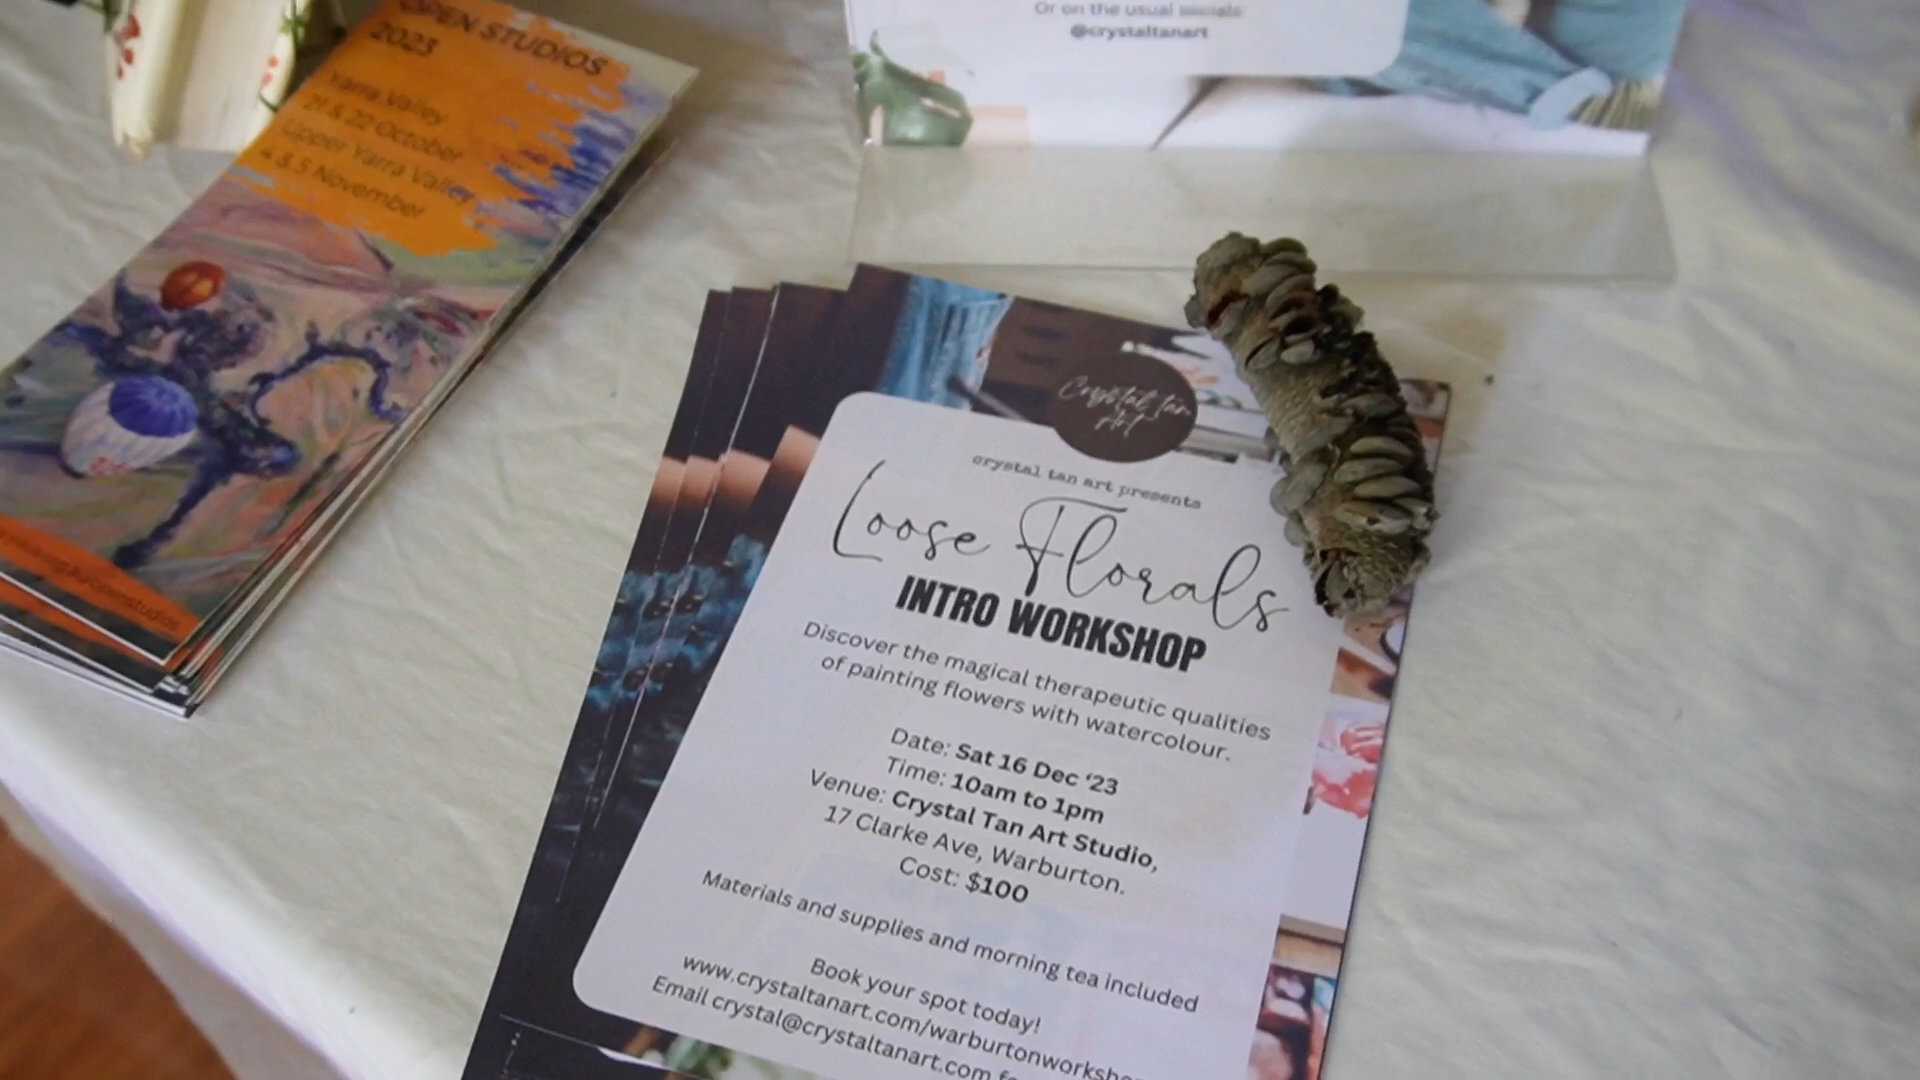 OPEN STUDIOS
2023
Yarra Valley
21 & 22 October
Upper Yarra Valley
4 & 5 November
Or on the usual socials
@crystaltanart
Crystal Tan
Art
crystal tan art presents
Loose Florals
INTRO WORKSHOP
Discover the magical therapeutic qualities
of painting flowers with watercolour.
Date: Sat 16 Dec ‘23
Time: 10am to 1pm
Venue: Crystal Tan Art Studio,
17 Clarke Ave, Warburton.
Cost: $100
Materials and supplies and morning tea included
Book your spot today!
www.crystaltanart.com/warburtonworksho
Email crystal@crystaltanart.com